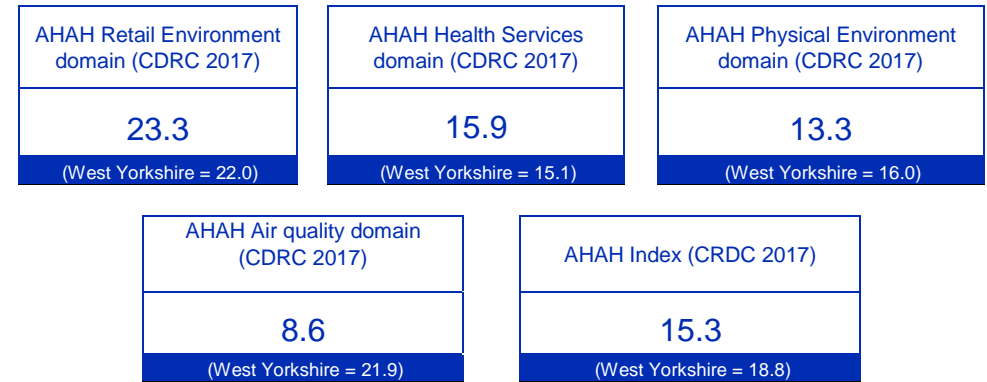 AHAH Retail Environment
domain (CDRC 2017)
23.3
(West Yorkshire = 22.0)
AHAH Health Services
domain (CDRC 2017)
15.9
(West Yorkshire = 15.1)
AHAH Physical Environment
domain (CDRC 2017)
13.3
(West Yorkshire = 16.0)
AHAH Air quality domain
(CDRC 2017)
8.6
(West Yorkshire = 21.9)
AHAH Index (CRDC 2017)
15.3
(West Yorkshire = 18.8)